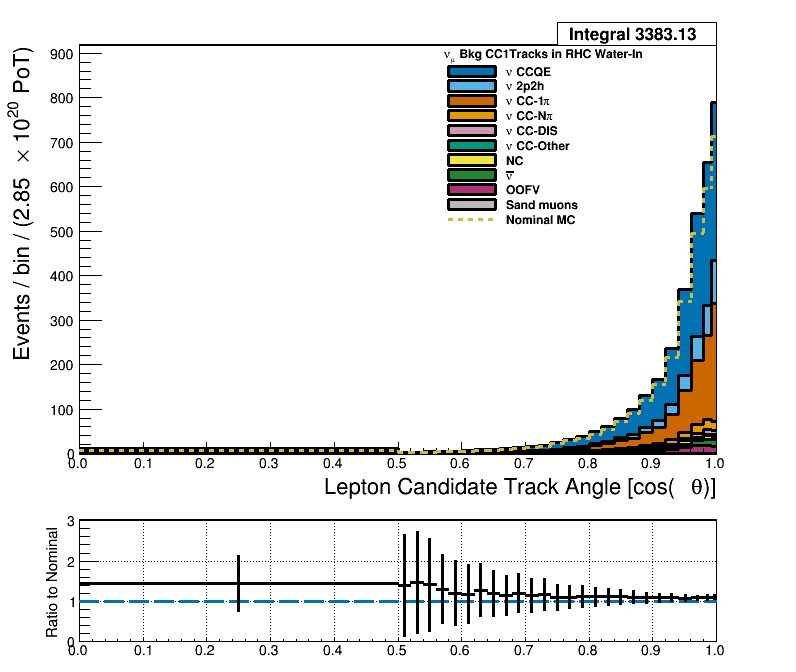 Integral 3383.13
ν_μ Bkg CC1Tracks in RHC Water-In
ν CCQE
ν 2p2h
ν CC-1π
ν CC-Nπ
ν CC-DIS
ν CC-Other
NC
ν̅
OOFV
Sand muons
Nominal MC
Events / bin / (2.85 × 10^20 PoT)
900
800
700
600
500
400
300
200
100
0
0.0 0.1 0.2 0.3 0.4 0.5 0.6 0.7 0.8 0.9 1.0
Lepton Candidate Track Angle [cos( θ)]
Ratio to Nominal
3
2
1
0
0.0 0.1 0.2 0.3 0.4 0.5 0.6 0.7 0.8 0.9 1.0